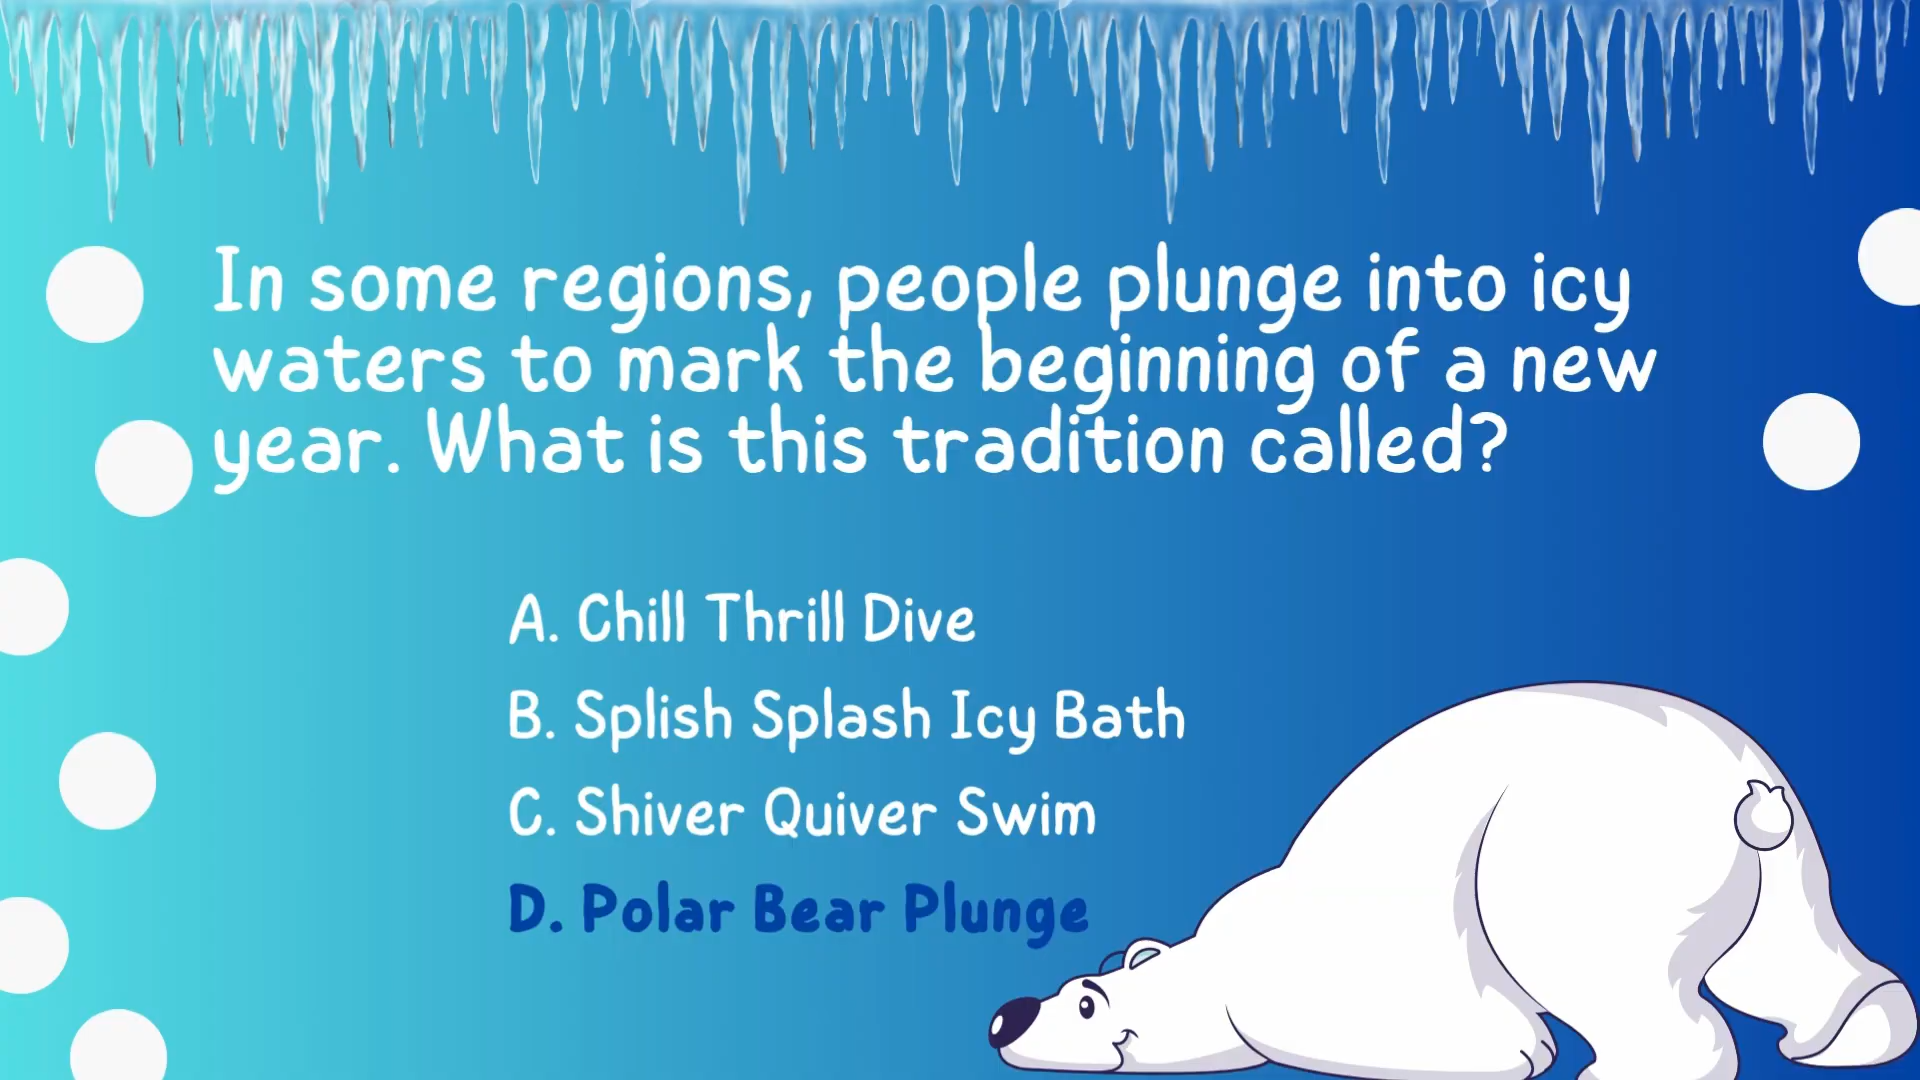 In some regions, people plunge into icy
waters to mark the beginning of a new
year. What is this tradition called?
A. Chill Thrill Dive
B. Splish Splash Icy Bath
C. Shiver Quiver Swim
D. Polar Bear Plunge